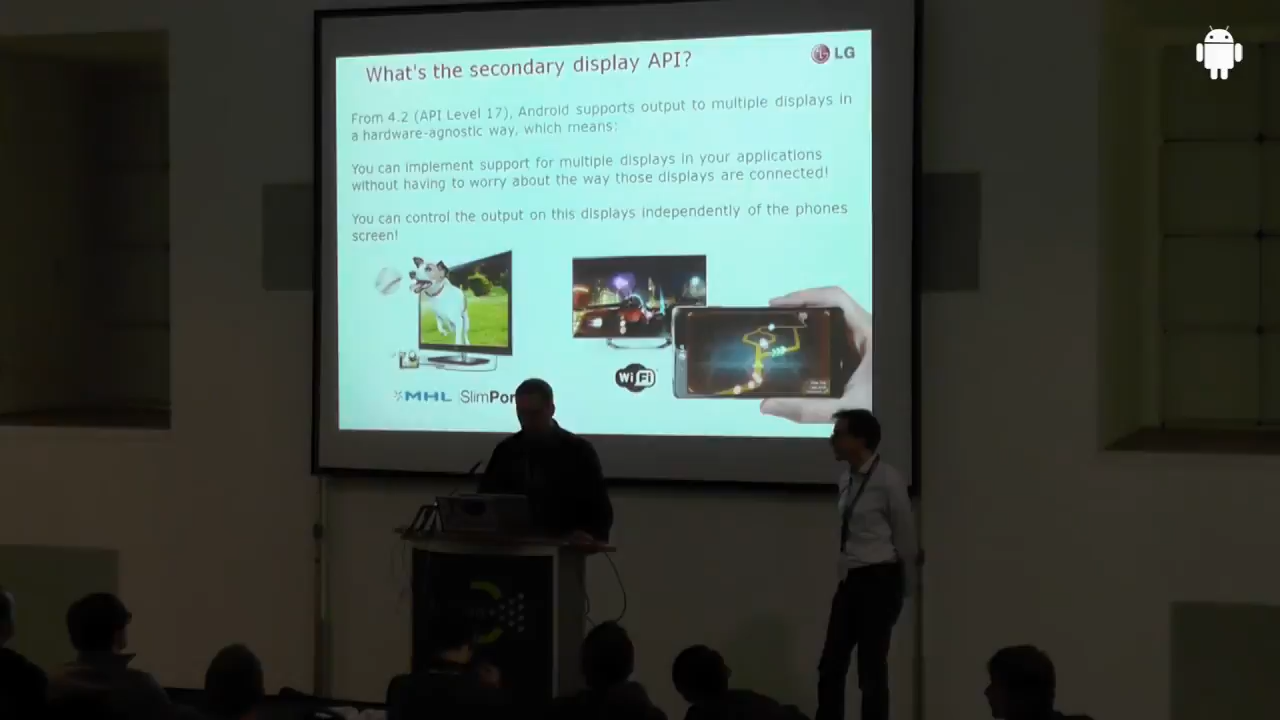 What's the secondary display API?
LG
From 4.2 (API Level 17), Android supports output to multiple displays in
a hardware-agnostic way, which means:
You can implement support for multiple displays in your applications
without having to worry about the way those displays are connected!
You can control the output on this displays independently of the phones
screen!
MHL SlimPor
WiFi